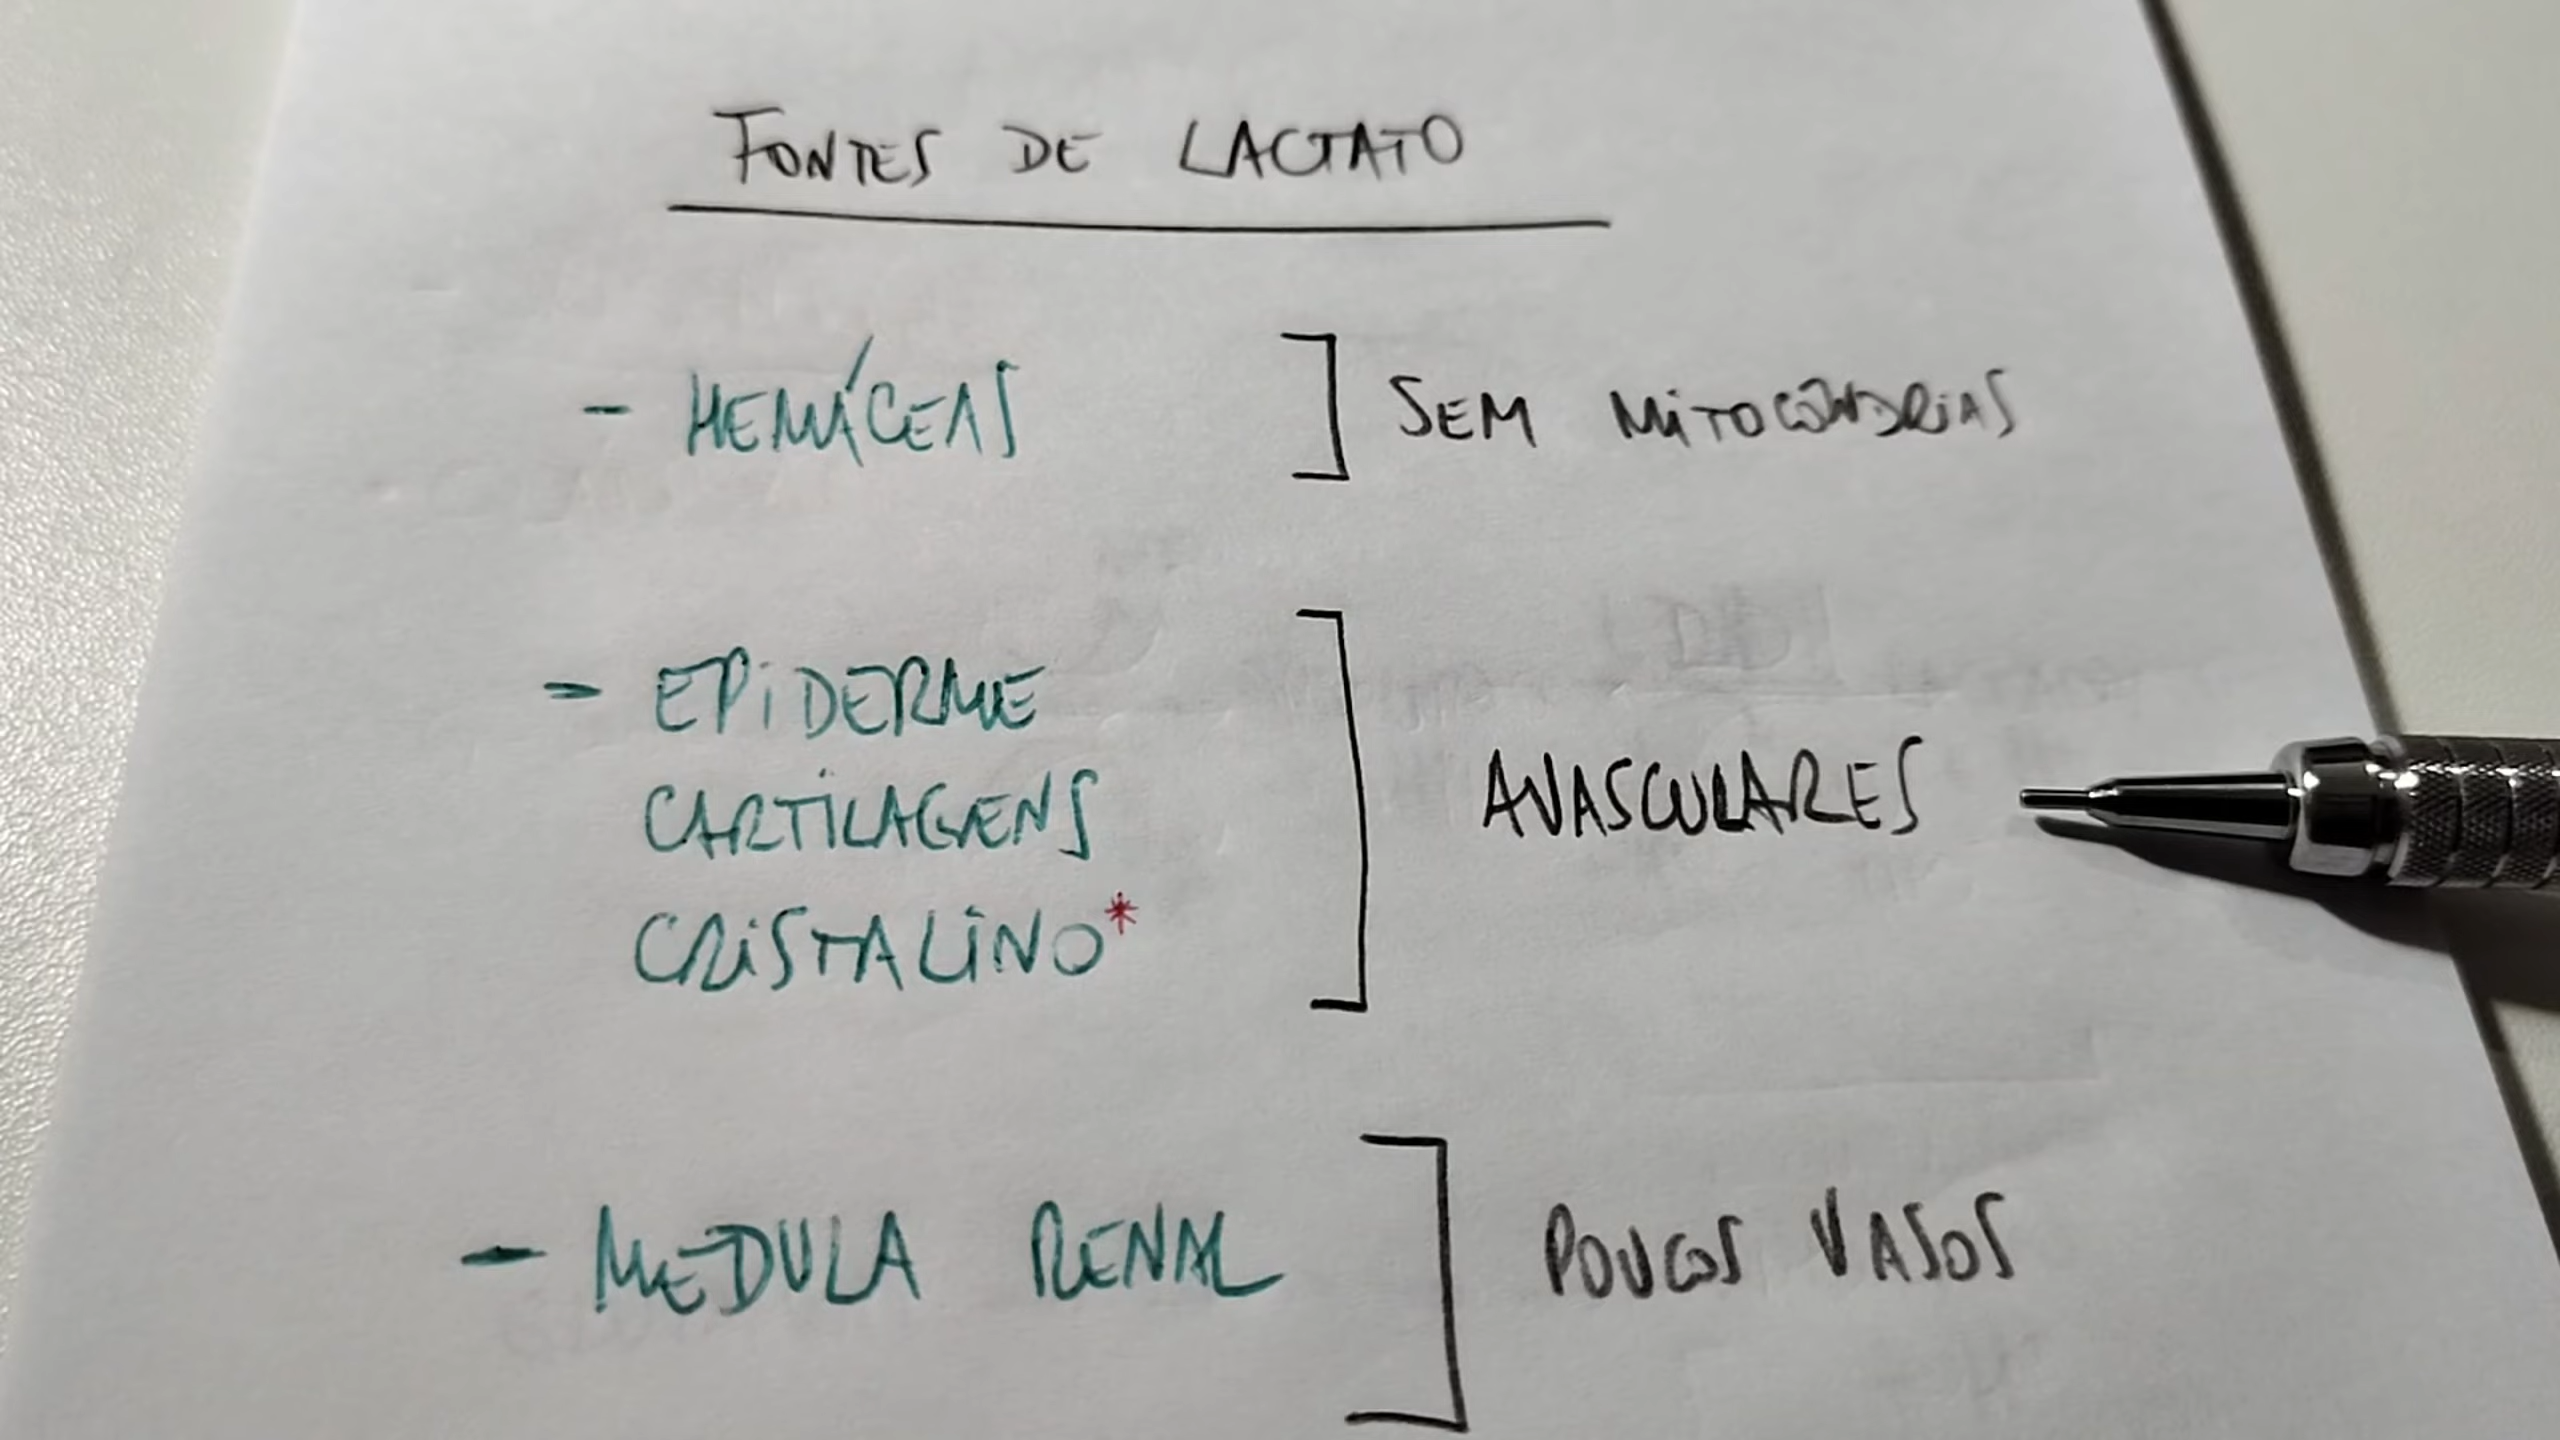 FONTES DE LACTATO
- HEMÁCEAS ] SEM MITOCÔNDRIAS
- EPIDERME
CARTILAGENS
CRISTALINO*
] AVASCULARES
- MEDULA RENAL ] POUCOS VASOS